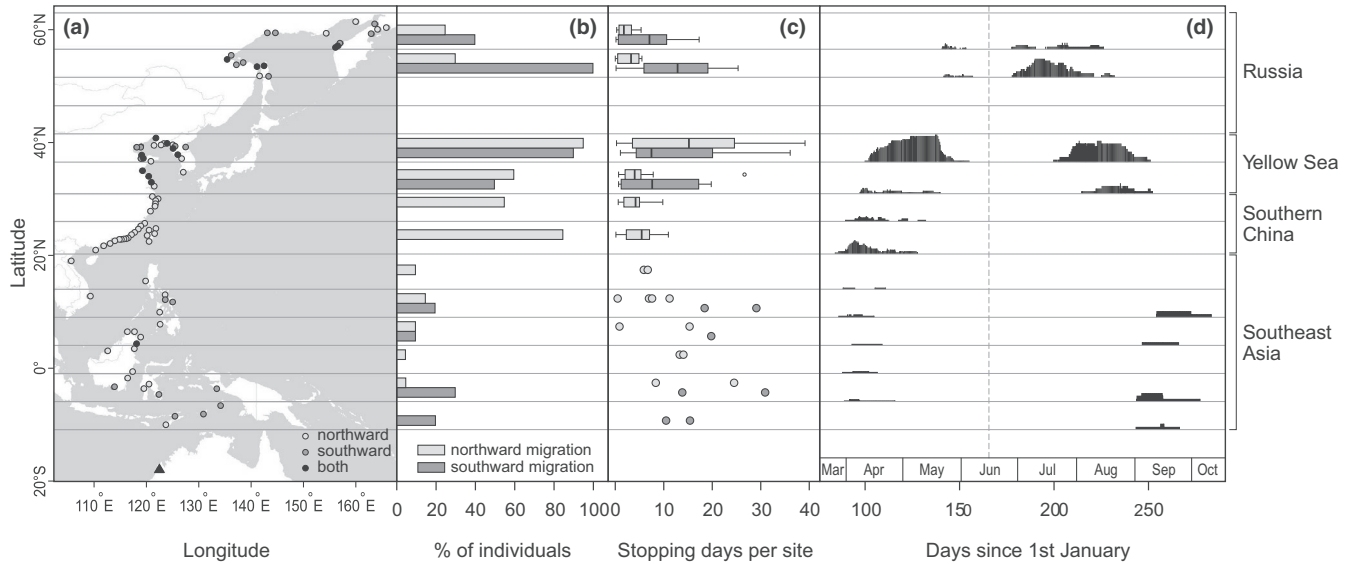 (a)
(b)
(c)
(d)
60°N
40°N
20°N
0°
20°S
Latitude
110° E
120° E
130° E
140° E
150° E
160° E
Longitude
northward
southward
both
northward migration
southward migration
0 20 40 60 80 100
% of individuals
0 10 20 30 40
Stopping days per site
Mar Apr May Jun Jul Aug Sep Oct
100 150 200 250
Days since 1st January
Russia
Yellow Sea
Southern
China
Southeast
Asia